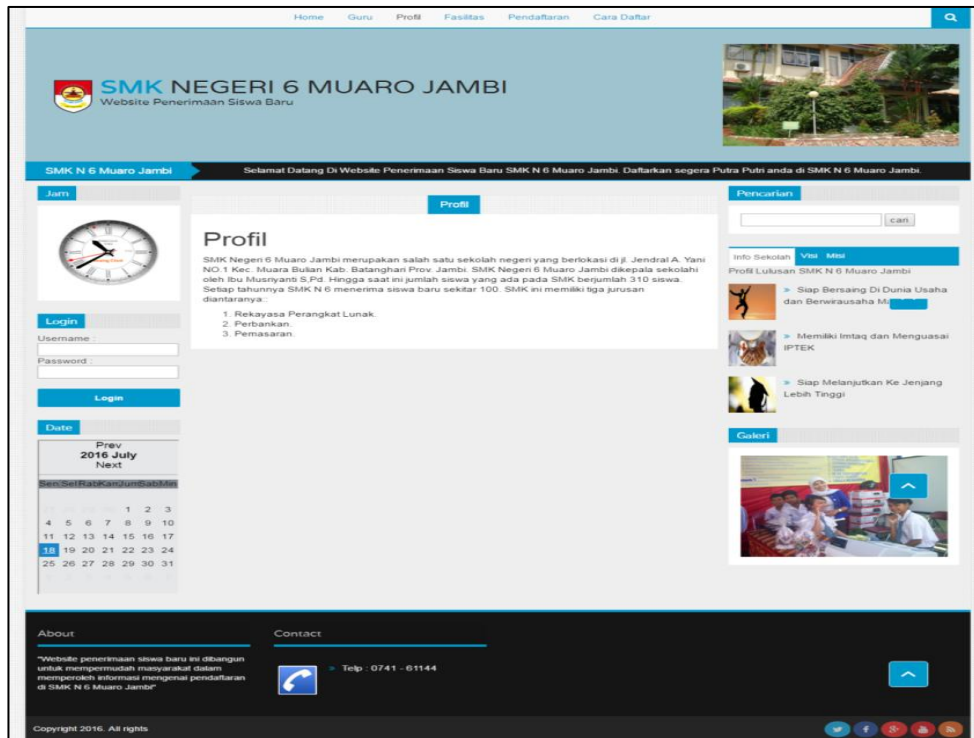 Home Guru Profil Fasilitas Pendaftaran Cara Daftar
SMK NEGERI 6 MUARO JAMBI
Website Penerimaan Siswa Baru
SMK N 6 Muaro Jambi
Selamat Datang Di Website Penerimaan Siswa Baru SMK N 6 Muaro Jambi. Daftarkan segera Putra Putri anda di SMK N 6 Muaro Jambi.
Jam
Login
Username :
Password :
Login
Date
Prev
2016 July
Next
Sen Sel Rab Kam Jum Sab Min
1 2 3
4 5 6 7 8 9 10
11 12 13 14 15 16 17
18 19 20 21 22 23 24
25 26 27 28 29 30 31
Profil
Profil
SMK Negeri 6 Muaro Jambi merupakan salah satu sekolah negeri yang berlokasi di jl. Jendral A. Yani
NO.1 Kec. Muara Bulian Kab. Batanghari Prov. Jambi. SMK Negeri 6 Muaro Jambi dikepala sekolahi
oleh Ibu Musriyanti S,Pd. Hingga saat ini jumlah siswa yang ada pada SMK berjumlah 310 siswa.
Setiap tahunnya SMK N 6 menerima siswa baru sekitar 100. SMK ini memiliki tiga jurusan
diantaranya::
1. Rekayasa Perangkat Lunak.
2. Perbankan.
3. Pemasaran.
Pencarian
cari
Info Sekolah Visi Misi
Profil Lulusan SMK N 6 Muaro Jambi
» Siap Bersaing Di Dunia Usaha
dan Berwirausaha
» Memiliki Imtaq dan Menguasai
IPTEK
» Siap Melanjutkan Ke Jenjang
Lebih Tinggi
Galeri
About
"Website penerimaan siswa baru ini dibangun
untuk mempermudah masyarakat dalam
memperoleh informasi mengenai pendaftaran
di SMK N 6 Muaro Jambi"
Contact
» Telp : 0741 - 61144
Copyright 2016. All rights